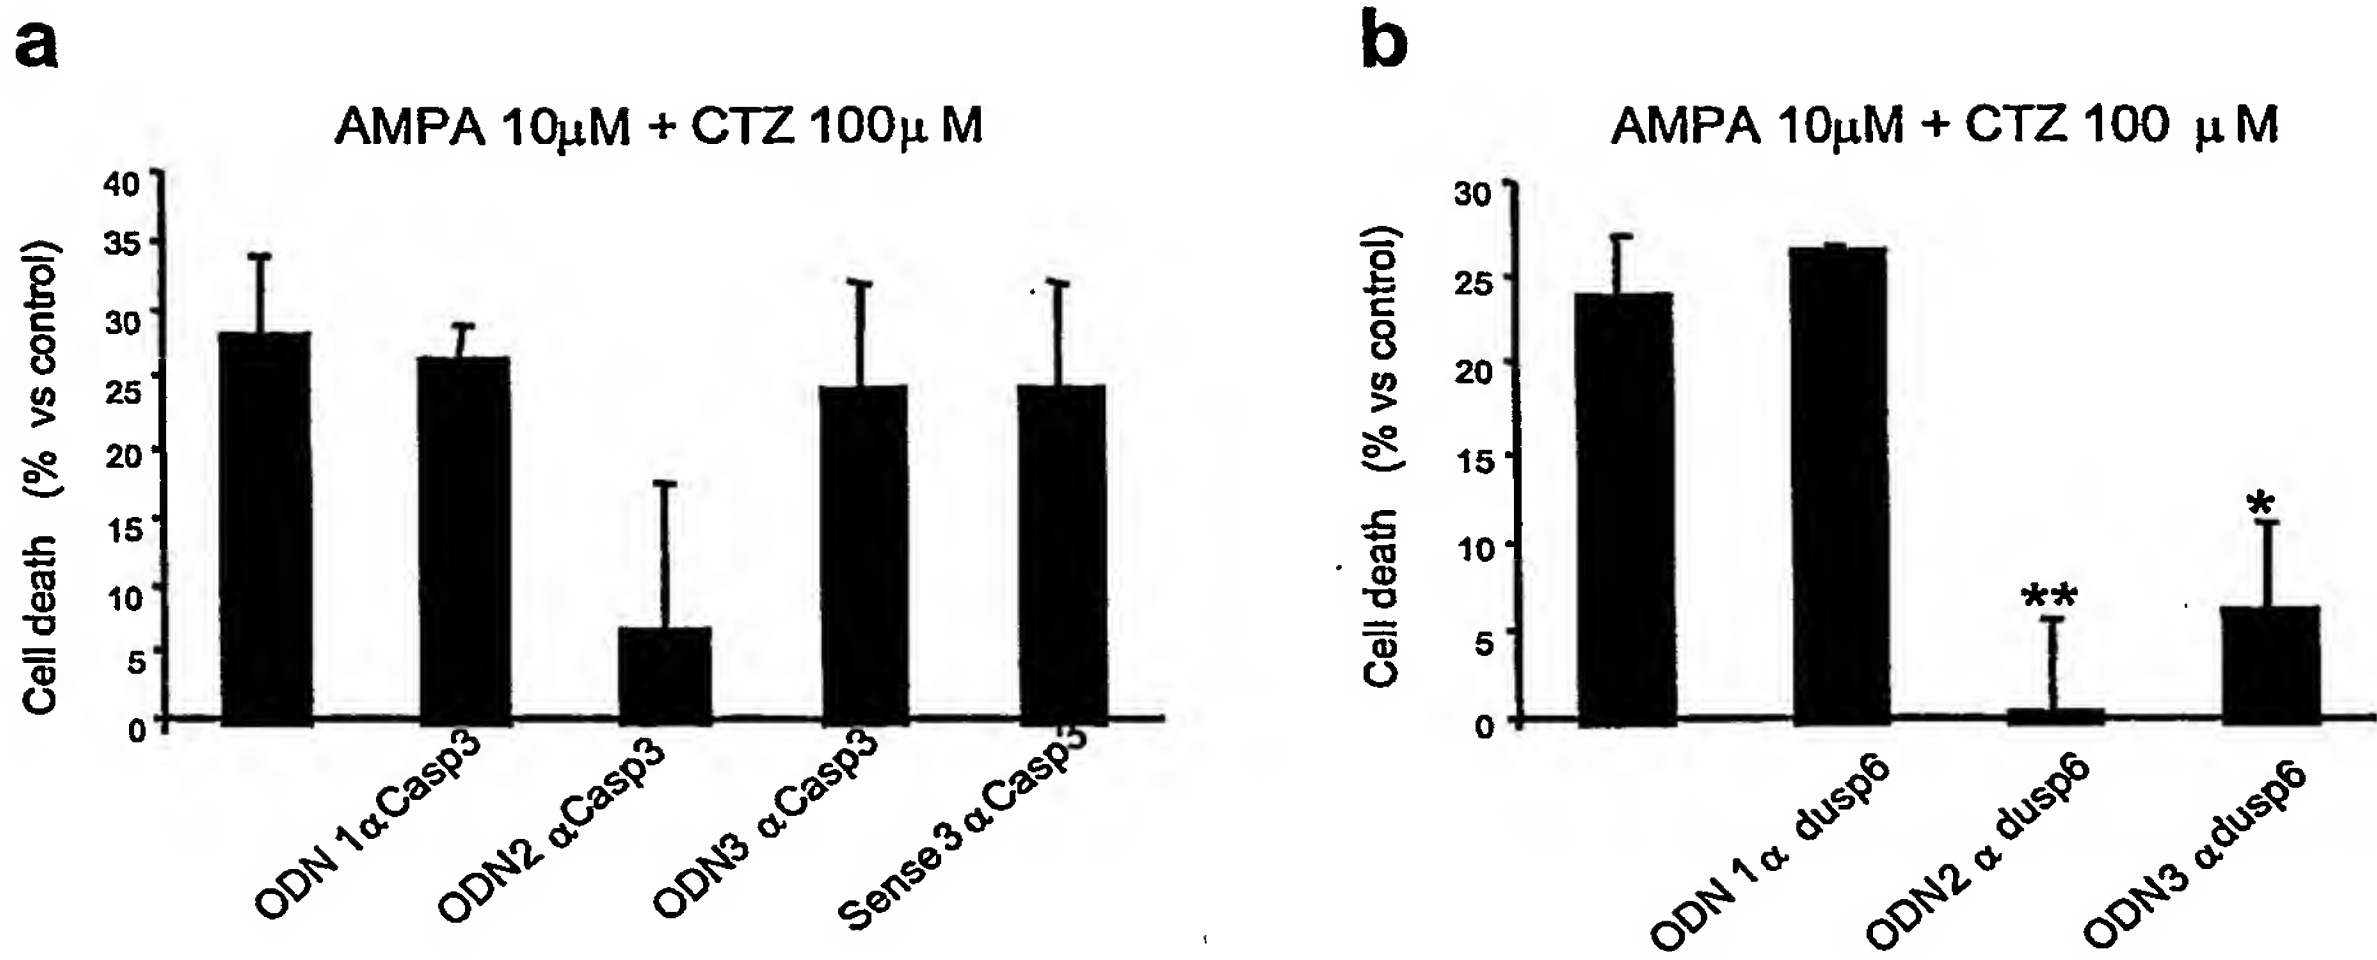 a
AMPA 10μM + CTZ 100μ M
Cell death (% vs control)
40
35
30
25
20
15
10
5
0
ODN 1αCasp3
ODN2 αCasp3
ODN3 αCasp3
Sense3 αCasp3
b
AMPA 10μM + CTZ 100 μ M
Cell death (% vs control)
30
25
20
15
10
5
0
**
*
ODN 1α dusp6
ODN2 α dusp6
ODN3 αdusp6